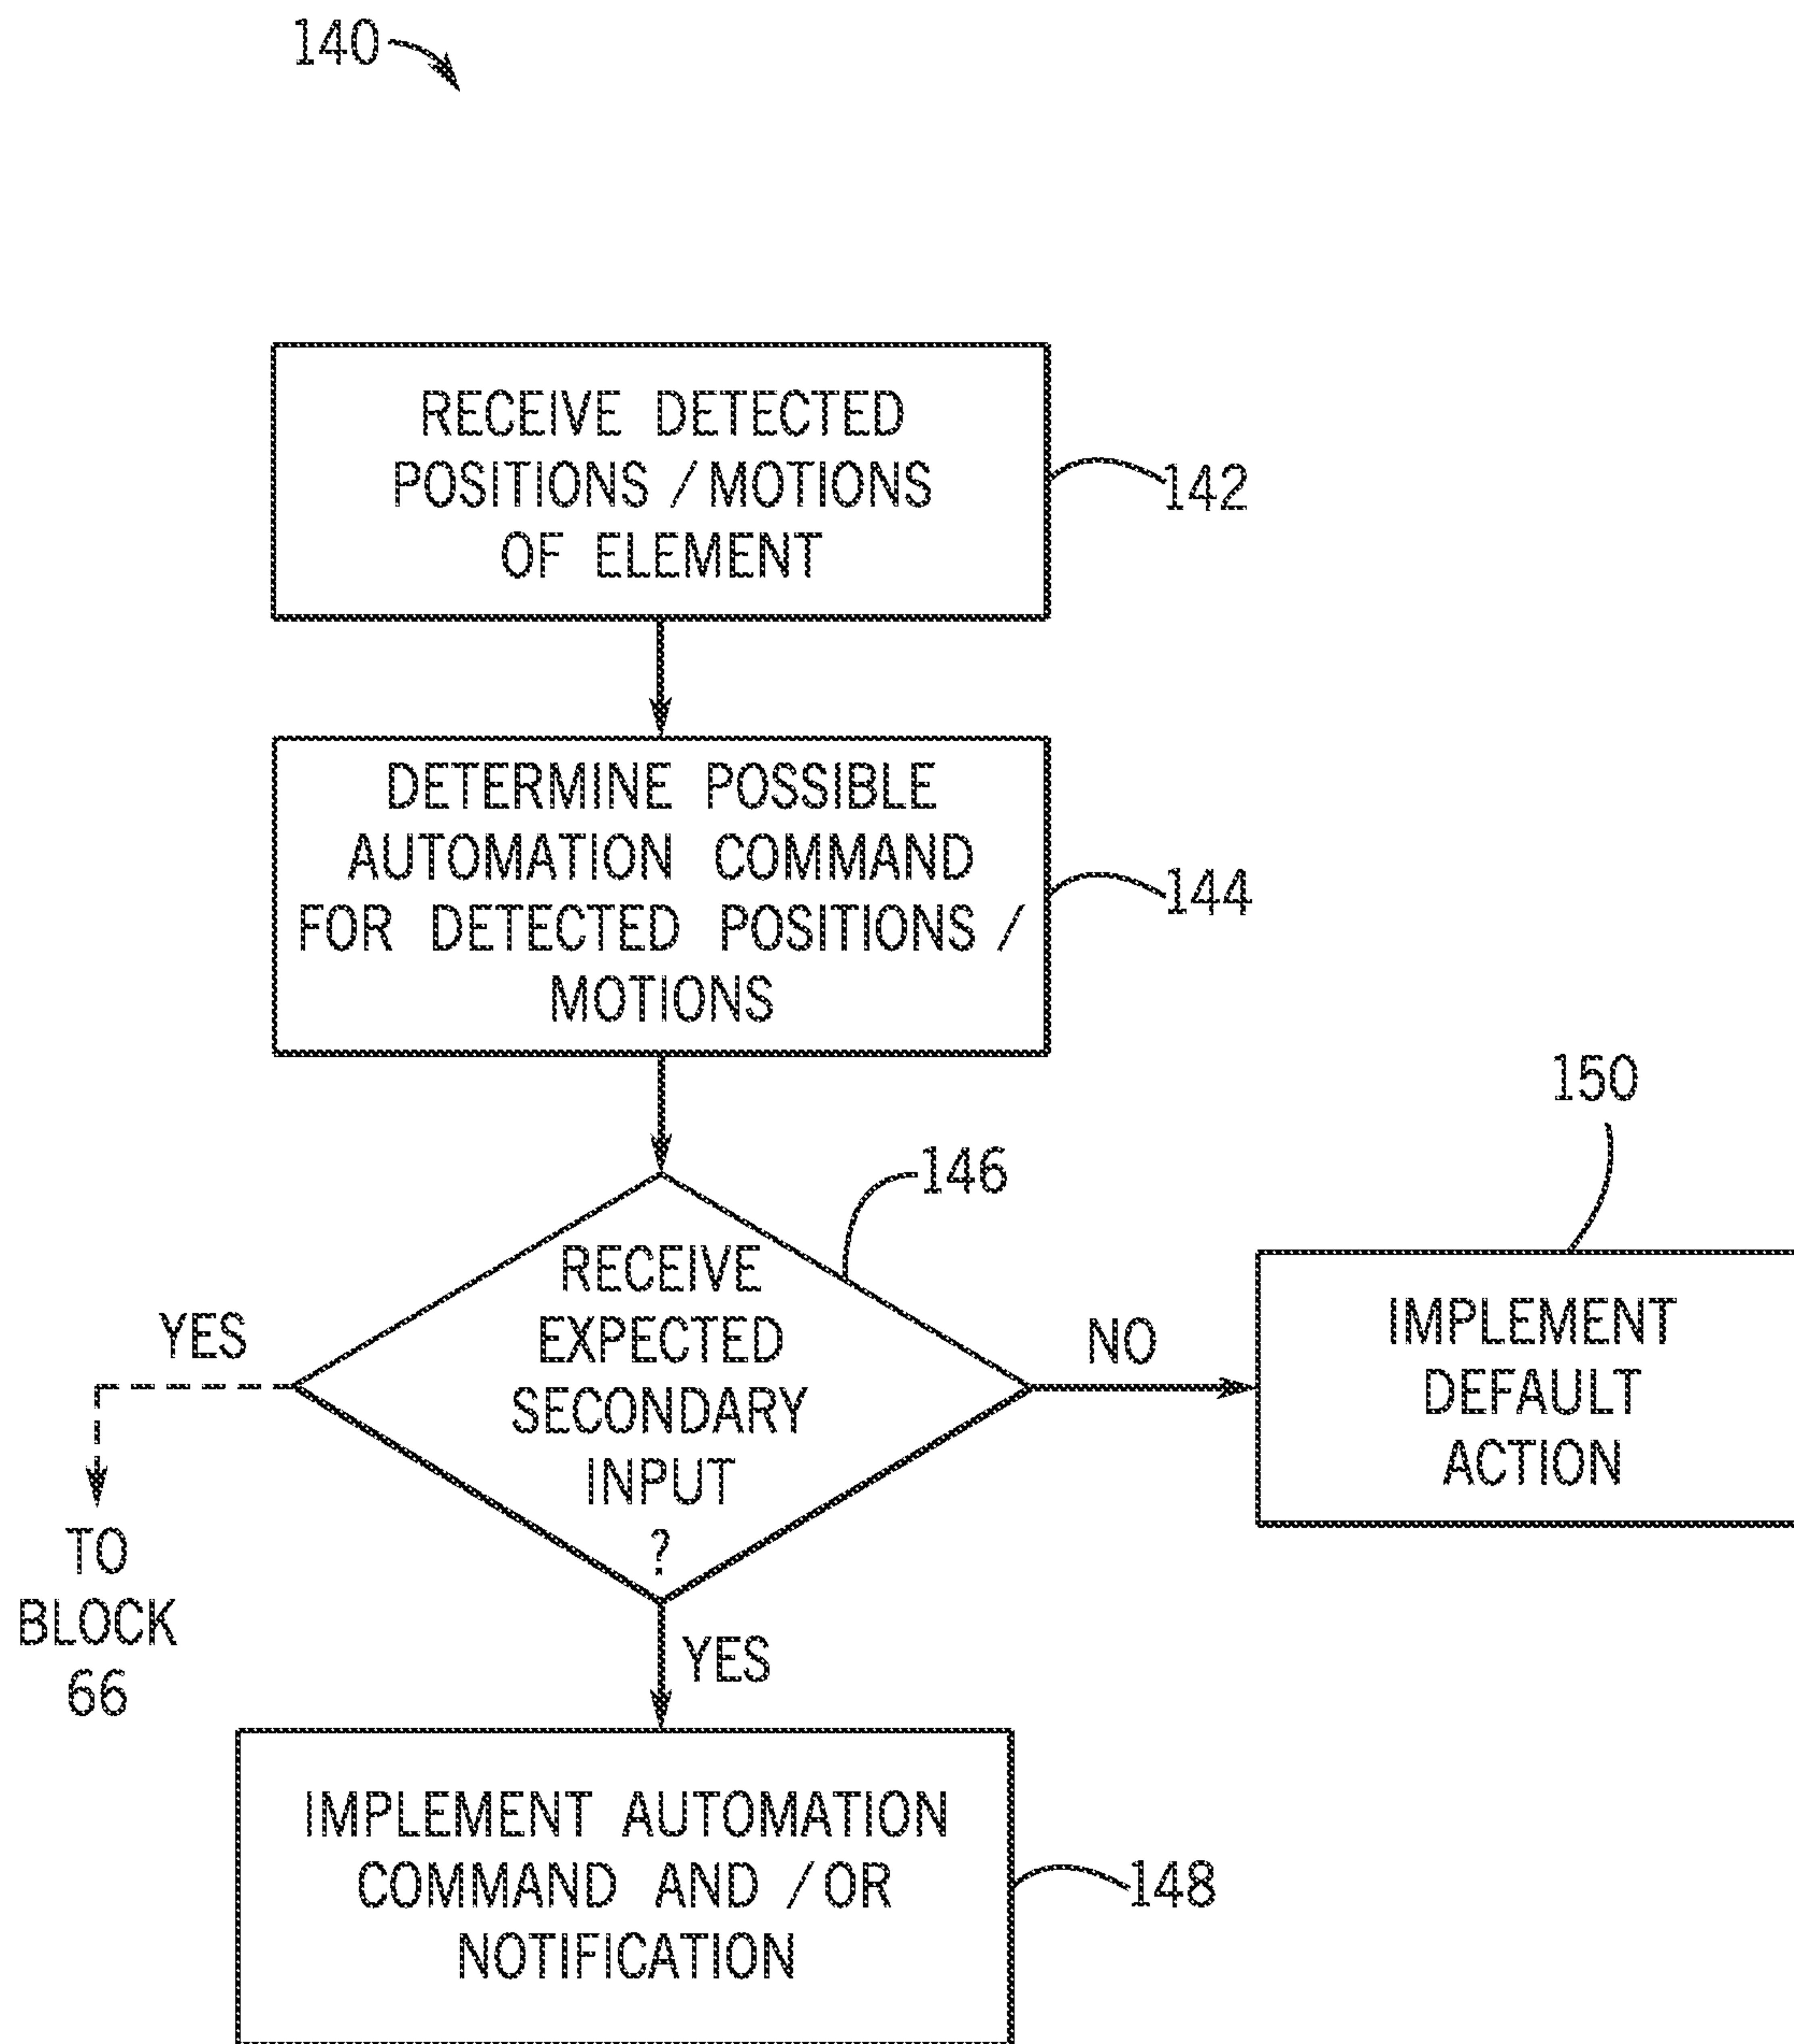 140
RECEIVE DETECTED
POSITIONS / MOTIONS
OF ELEMENT
142
DETERMINE POSSIBLE
AUTOMATION COMMAND
FOR DETECTED POSITIONS /
MOTIONS
144
146
RECEIVE
EXPECTED
SECONDARY
INPUT
?
YES
TO
BLOCK
66
NO
150
IMPLEMENT
DEFAULT
ACTION
YES
IMPLEMENT AUTOMATION
COMMAND AND / OR
NOTIFICATION
148